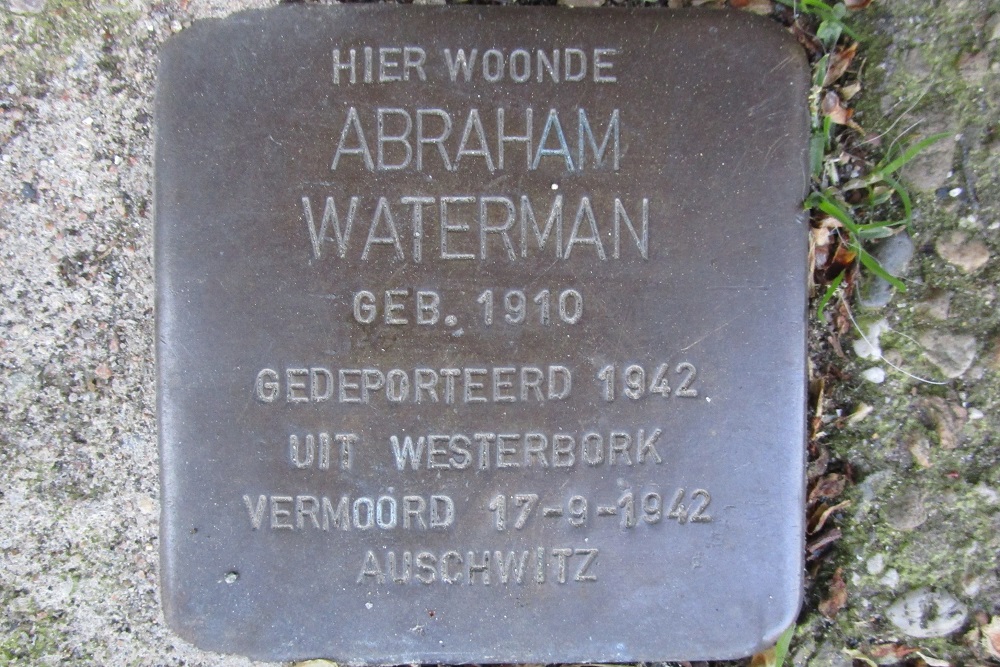 HIER WOONDE
ABRAHAM
WATERMAN
GEB. 1910
GEDEPORTEERD 1942
UIT WESTERBORK
VERMOORD 17-9-1942
AUSCHWITZ